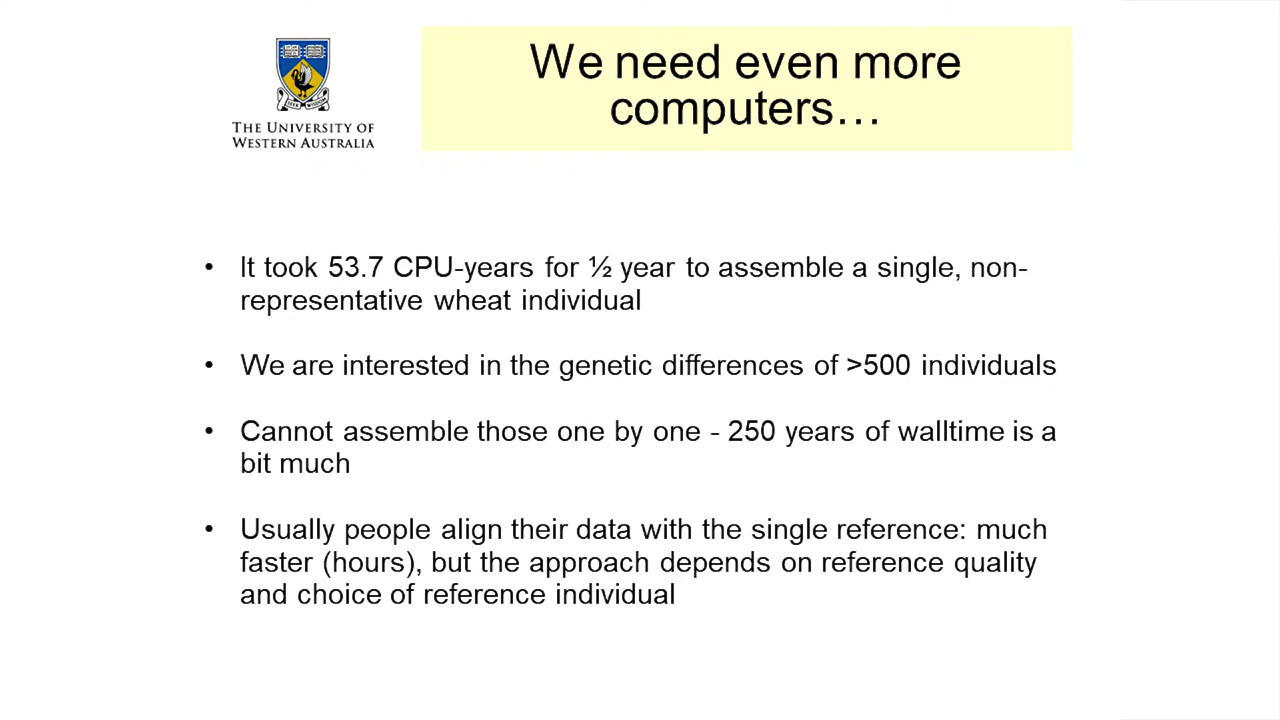 We need even more
computers…
SEEK WISDOM
THE UNIVERSITY OF
WESTERN AUSTRALIA
• It took 53.7 CPU-years for ½ year to assemble a single, non-
representative wheat individual
• We are interested in the genetic differences of >500 individuals
• Cannot assemble those one by one - 250 years of walltime is a
bit much
• Usually people align their data with the single reference: much
faster (hours), but the approach depends on reference quality
and choice of reference individual